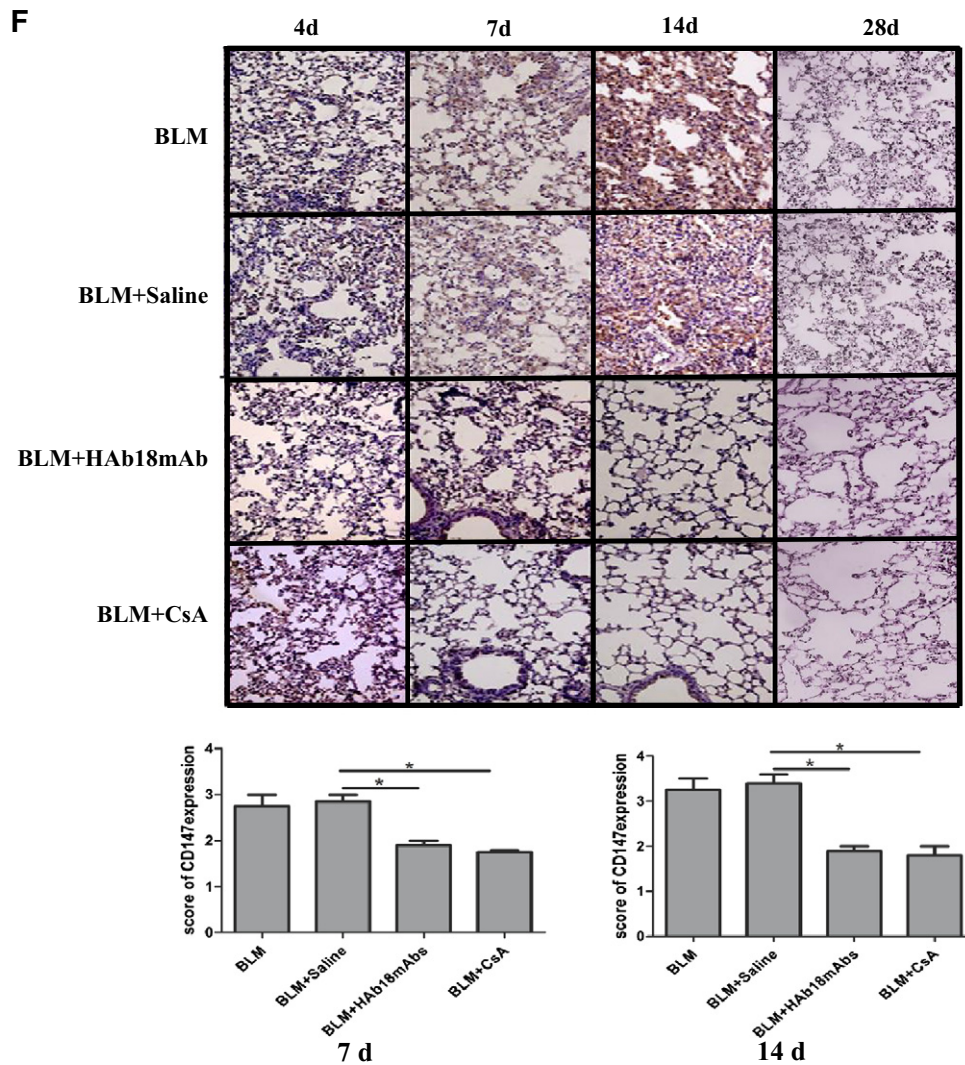 F
4d 7d 14d 28d
BLM
BLM+Saline
BLM+HAb18mAb
BLM+CsA
score of CD147expression
4
3
2
1
0
* 
*
BLM
BLM+Saline
BLM+HAb18mAbs
BLM+CsA
7 d
score of CD147expression
4
3
2
1
0
*
*
BLM
BLM+Saline
BLM+HAb18mAbs
BLM+CsA
14 d